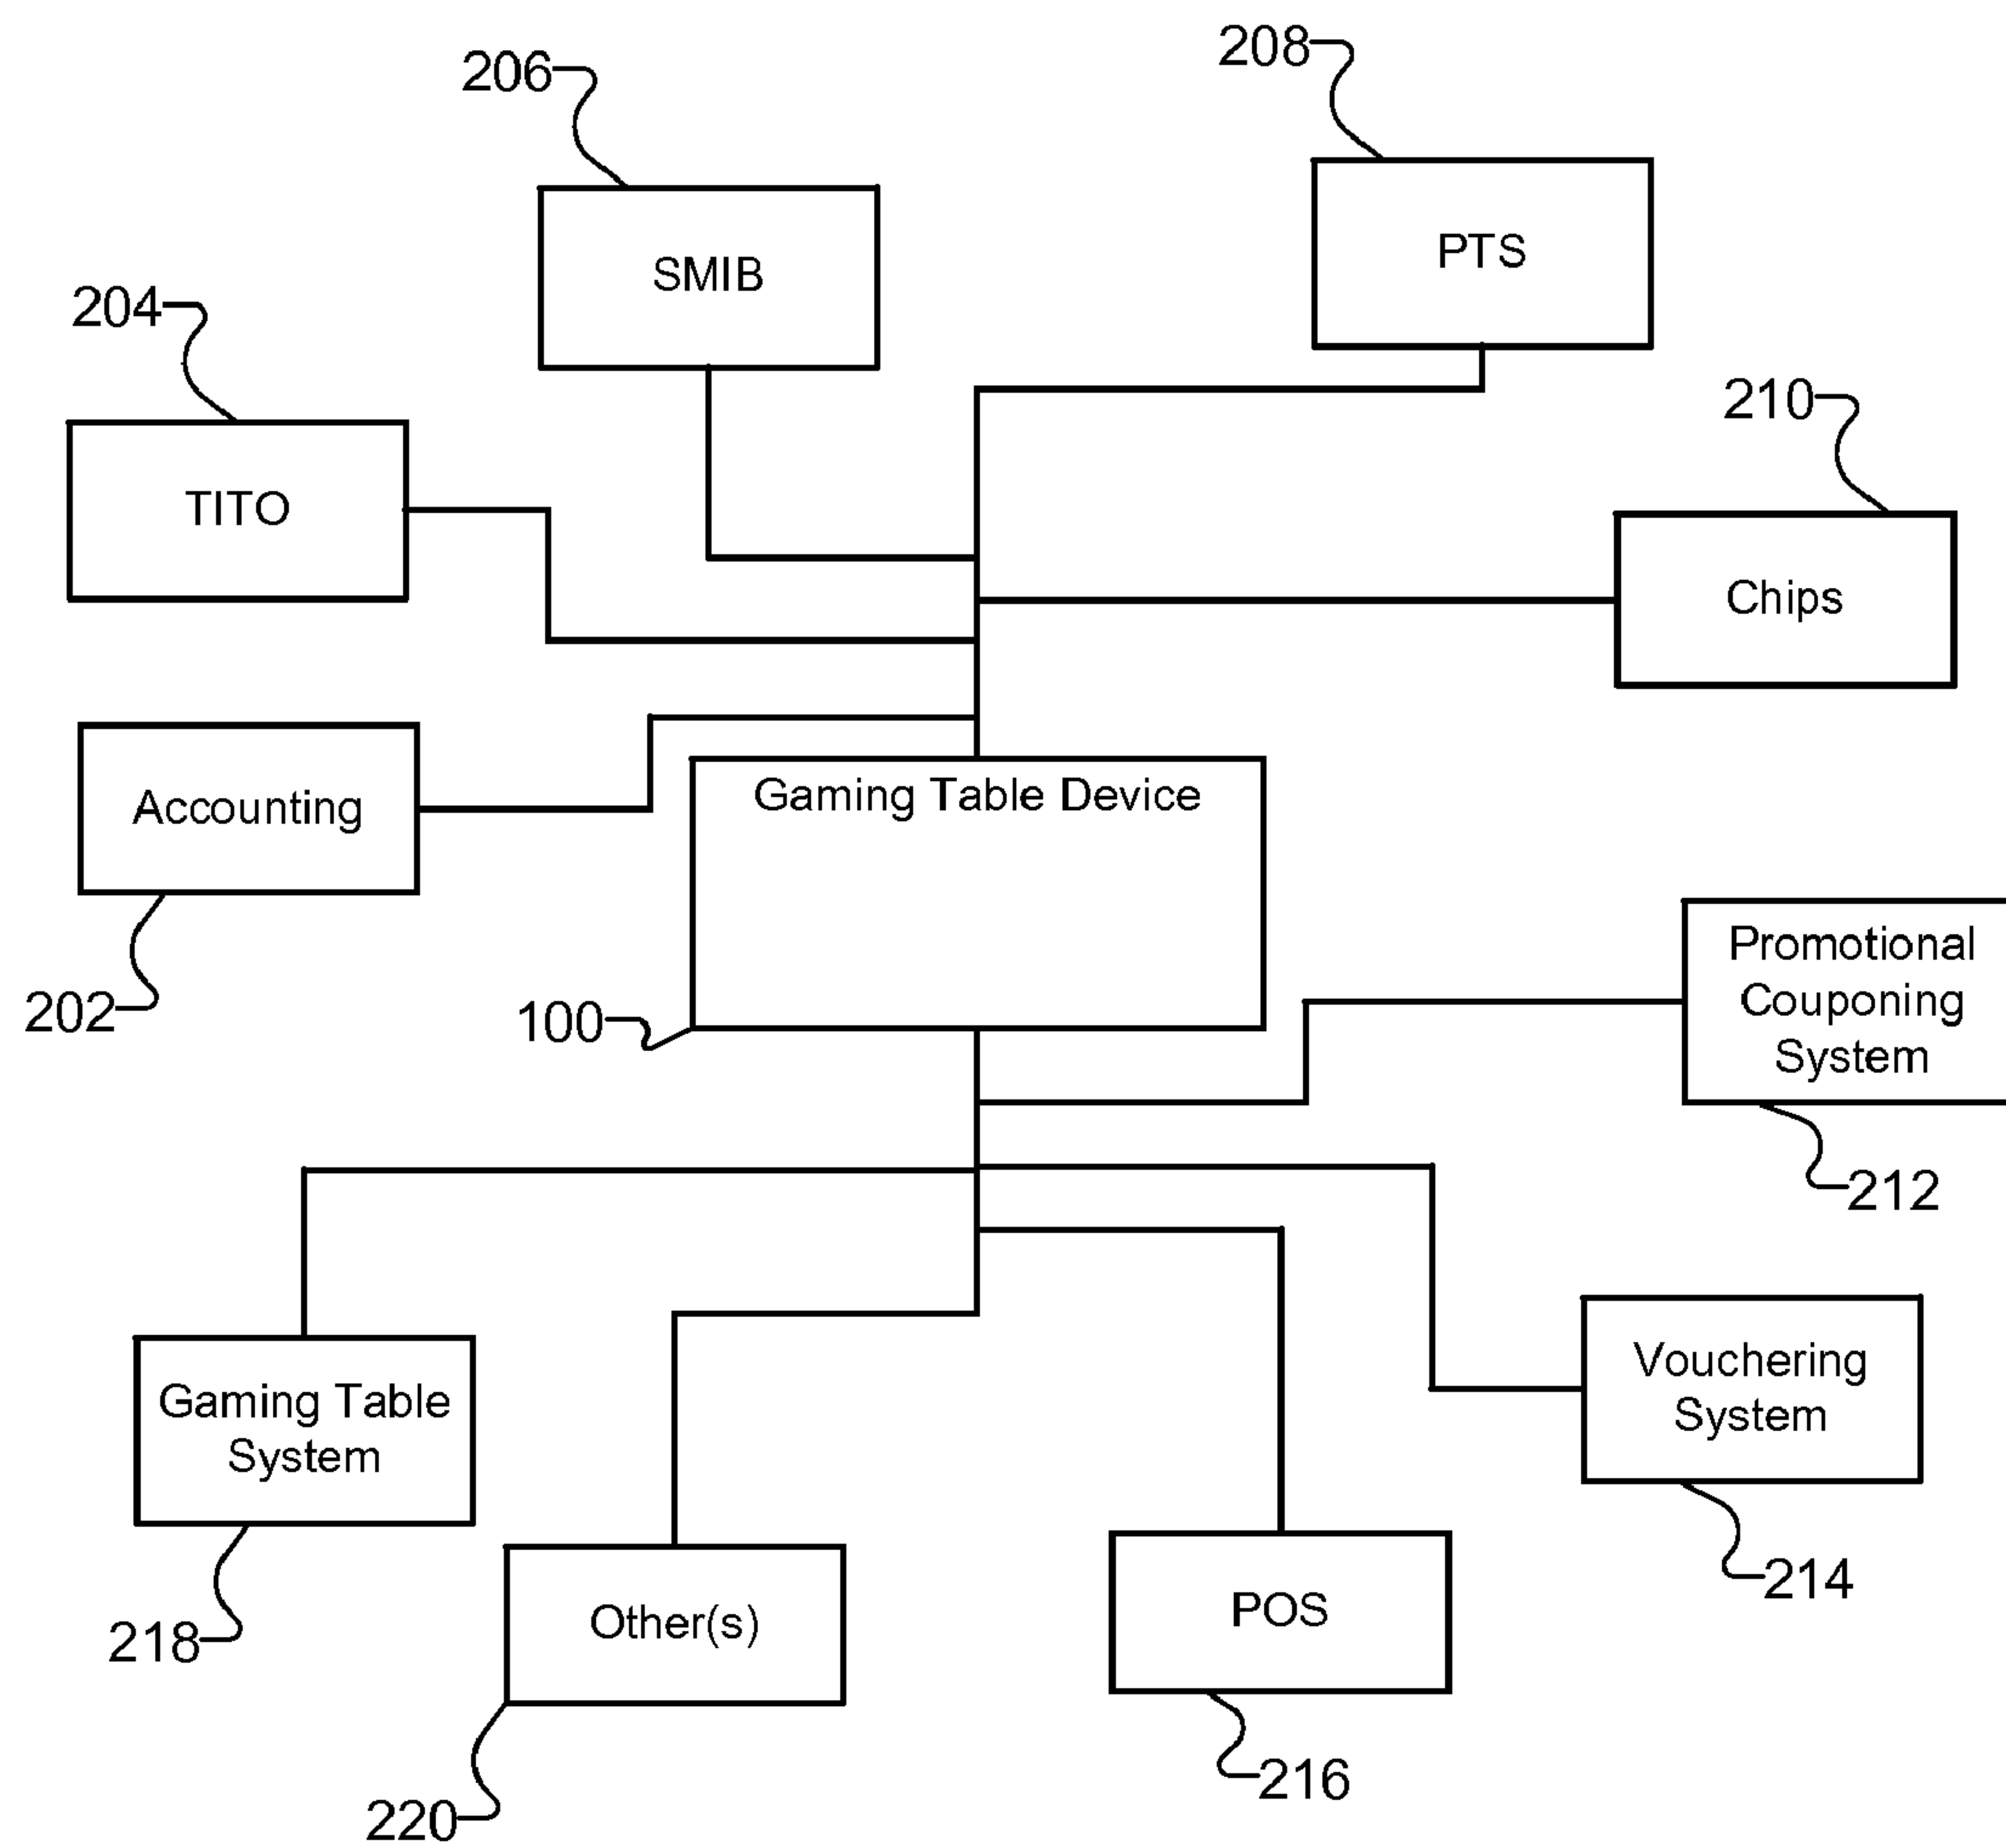 208
206
PTS
SMIB
204
210
TITO
Chips
Gaming Table Device
Accounting
Promotional
Couponing
System
202
100
212
Vouchering
System
Gaming Table
System
214
Other(s)
POS
218
216
220